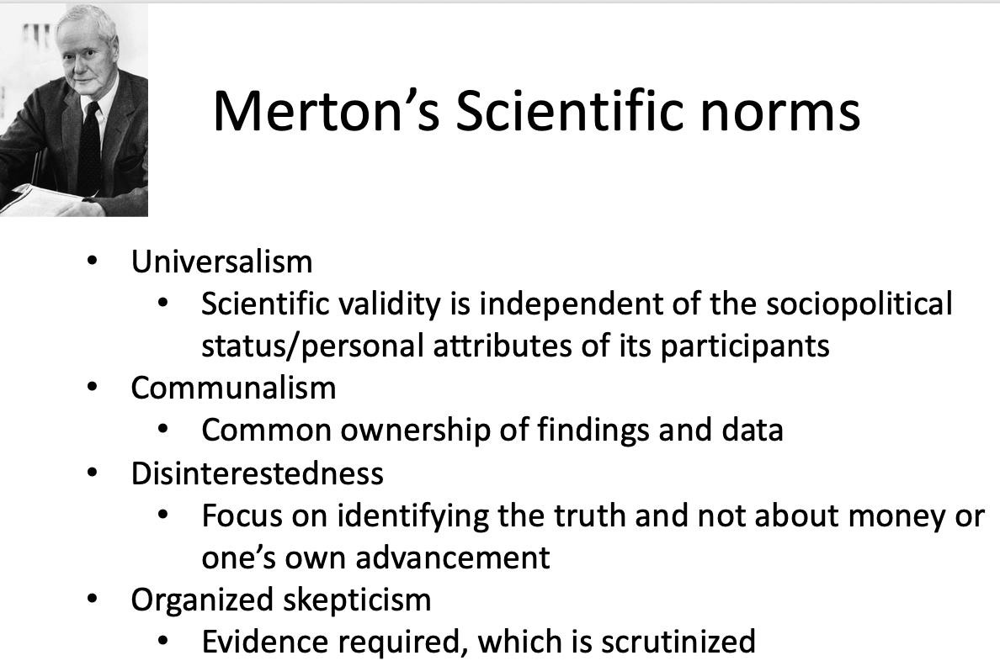 Merton’s Scientific norms
• Universalism
• Scientific validity is independent of the sociopolitical
status/personal attributes of its participants
• Communalism
• Common ownership of findings and data
• Disinterestedness
• Focus on identifying the truth and not about money or
one’s own advancement
• Organized skepticism
• Evidence required, which is scrutinized